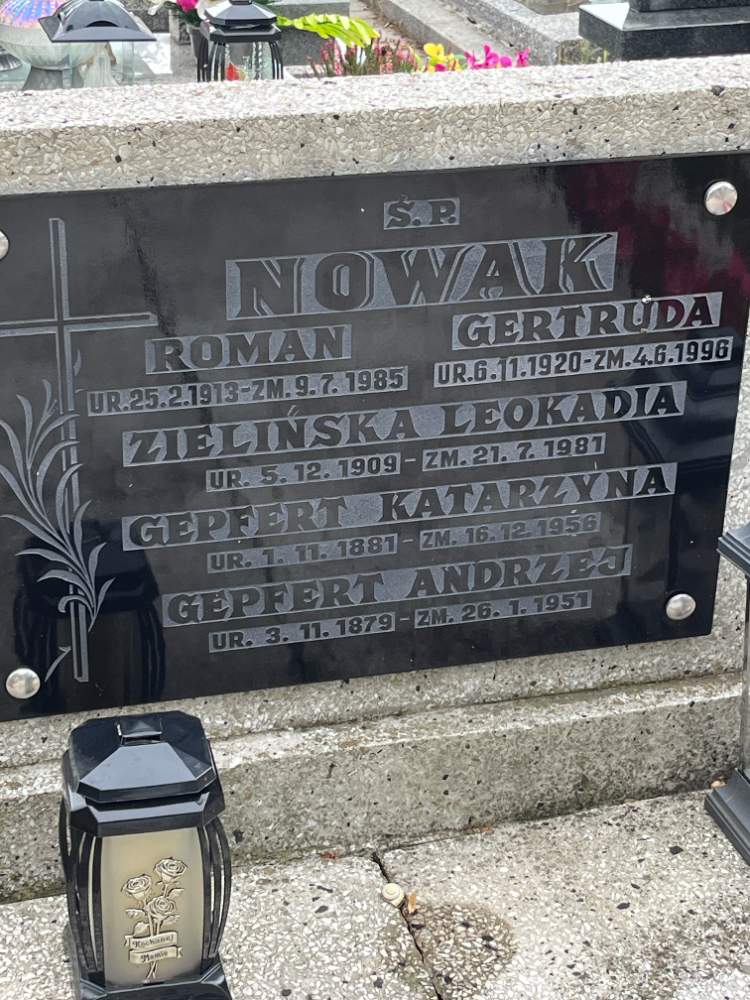 Ś. P.
NOWAK
ROMAN GERTRUDA
UR.25.2.1913-ZM.9.7.1985 UR.6.11.1920-ZM.4.6.1996
ZIELIŃSKA LEOKADIA
UR. 5. 12. 1909 - ZM. 21. 7. 1981
GEPFERT KATARZYNA
UR. 1. 11. 1881 - ZM. 16. 12. 1956
GEPFERT ANDRZEJ
UR. 3. 11. 1879 - ZM. 26. 1. 1951
Kochanej
Mamie